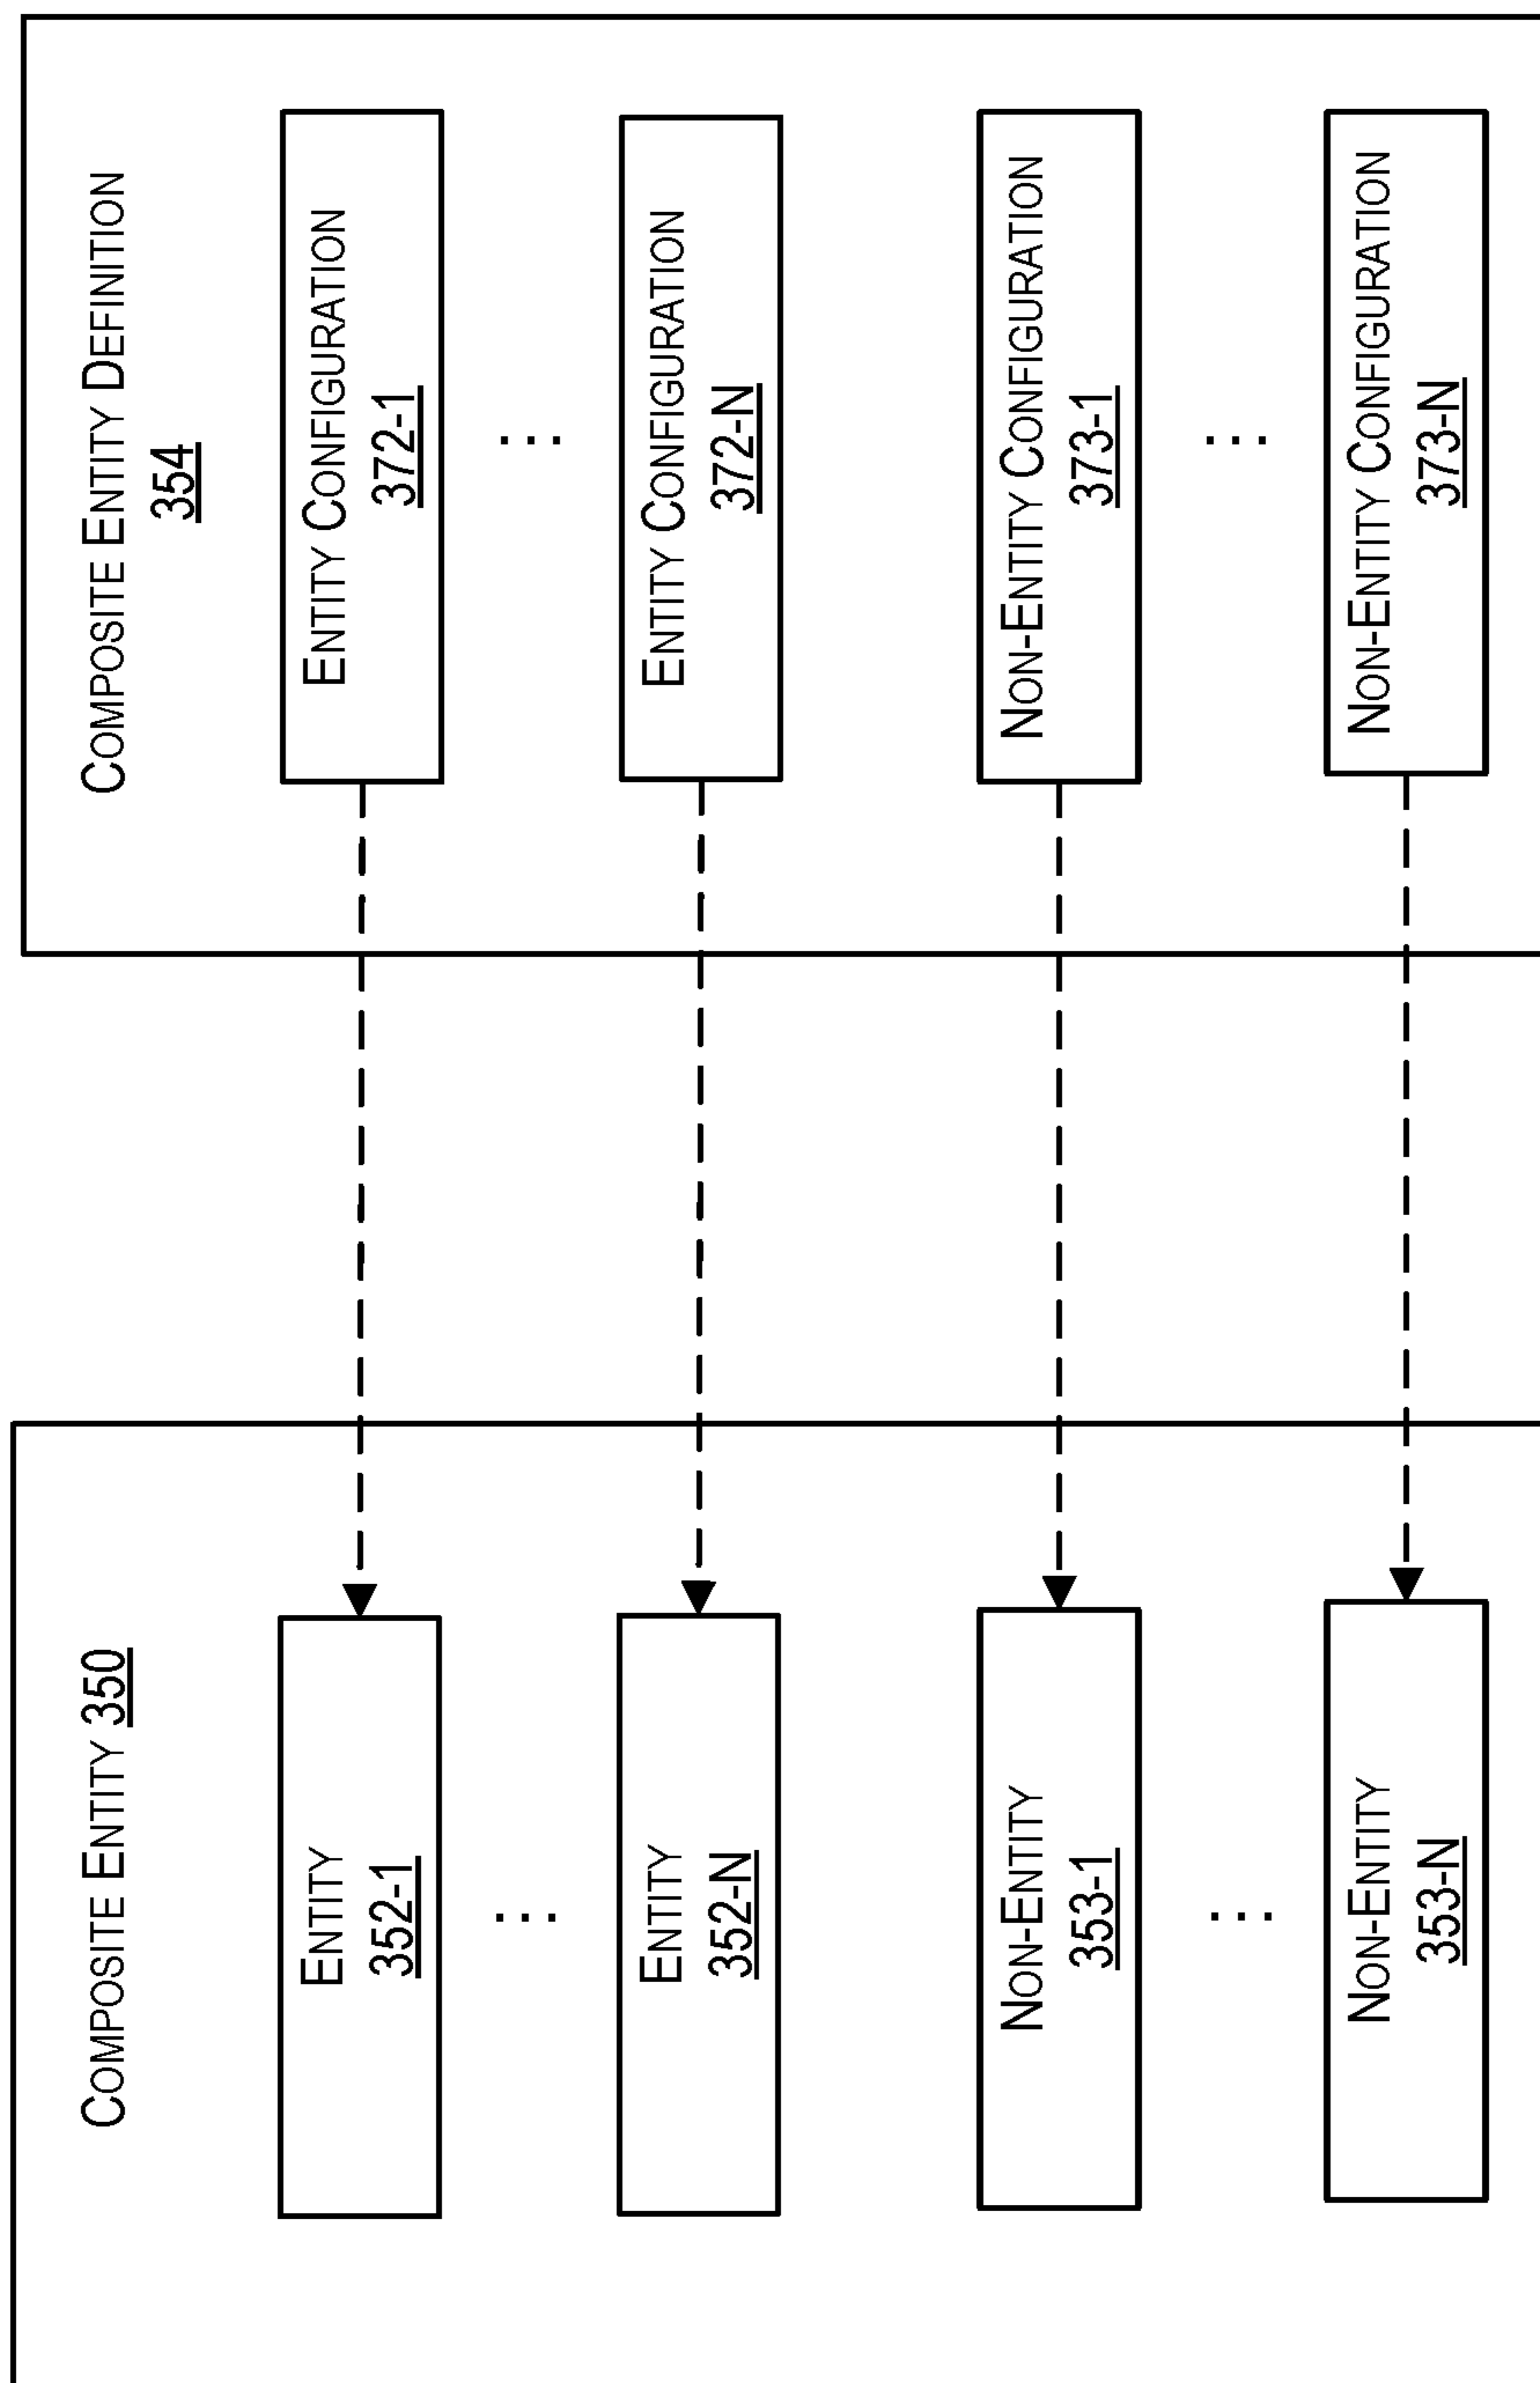 COMPOSITE ENTITY 350
ENTITY
352-1
...
ENTITY
352-N
NON-ENTITY
353-1
...
NON-ENTITY
353-N
COMPOSITE ENTITY DEFINITION
354
ENTITY CONFIGURATION
372-1
...
ENTITY CONFIGURATION
372-N
NON-ENTITY CONFIGURATION
373-1
...
NON-ENTITY CONFIGURATION
373-N